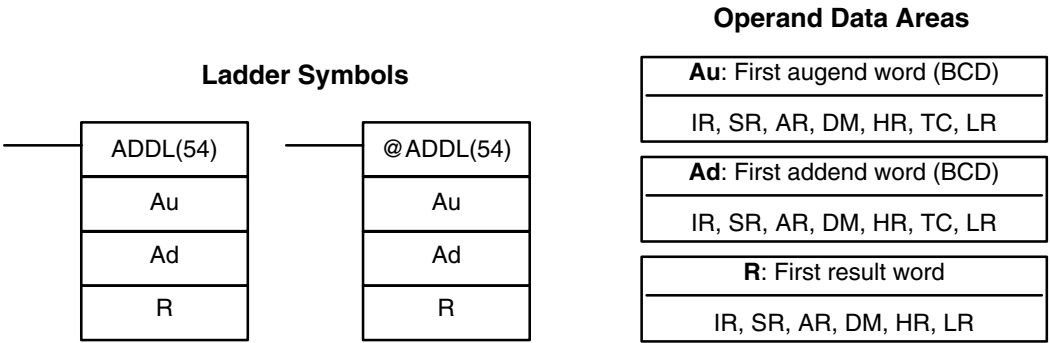 Ladder Symbols
ADDL(54)
Au
Ad
R
@ADDL(54)
Au
Ad
R
Operand Data Areas
Au: First augend word (BCD)
IR, SR, AR, DM, HR, TC, LR
Ad: First addend word (BCD)
IR, SR, AR, DM, HR, TC, LR
R: First result word
IR, SR, AR, DM, HR, LR